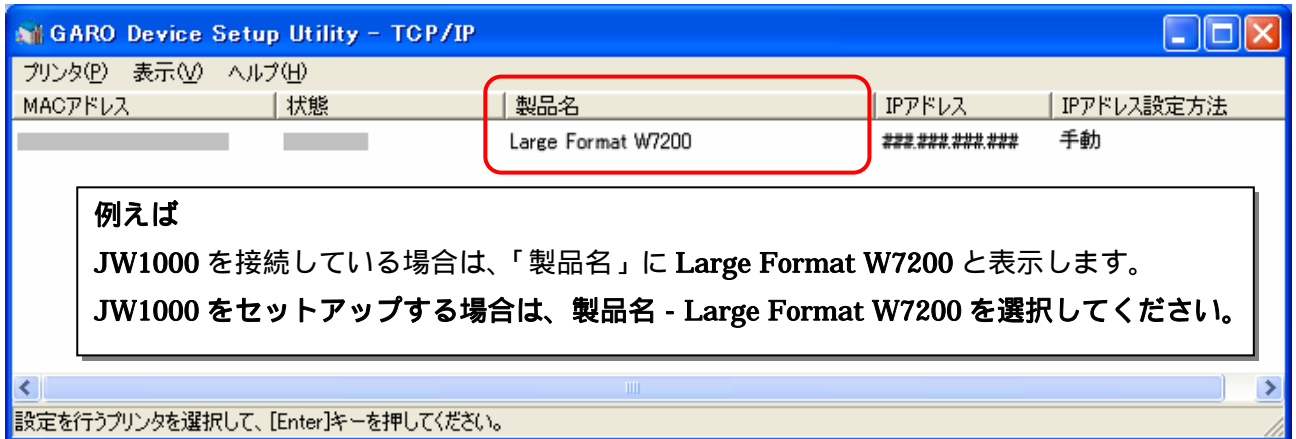 GARO Device Setup Utility - TCP/IP
プリンタ(P) 表示(V) ヘルプ(H)
MACアドレス 状態 製品名 IPアドレス IPアドレス設定方法
Large Format W7200 ###.###.###.### 手動
例えば
JW1000 を接続している場合は、「製品名」に Large Format W7200 と表示します。
JW1000 をセットアップする場合は、製品名 - Large Format W7200 を選択してください。
設定を行うプリンタを選択して、[Enter]キーを押してください。